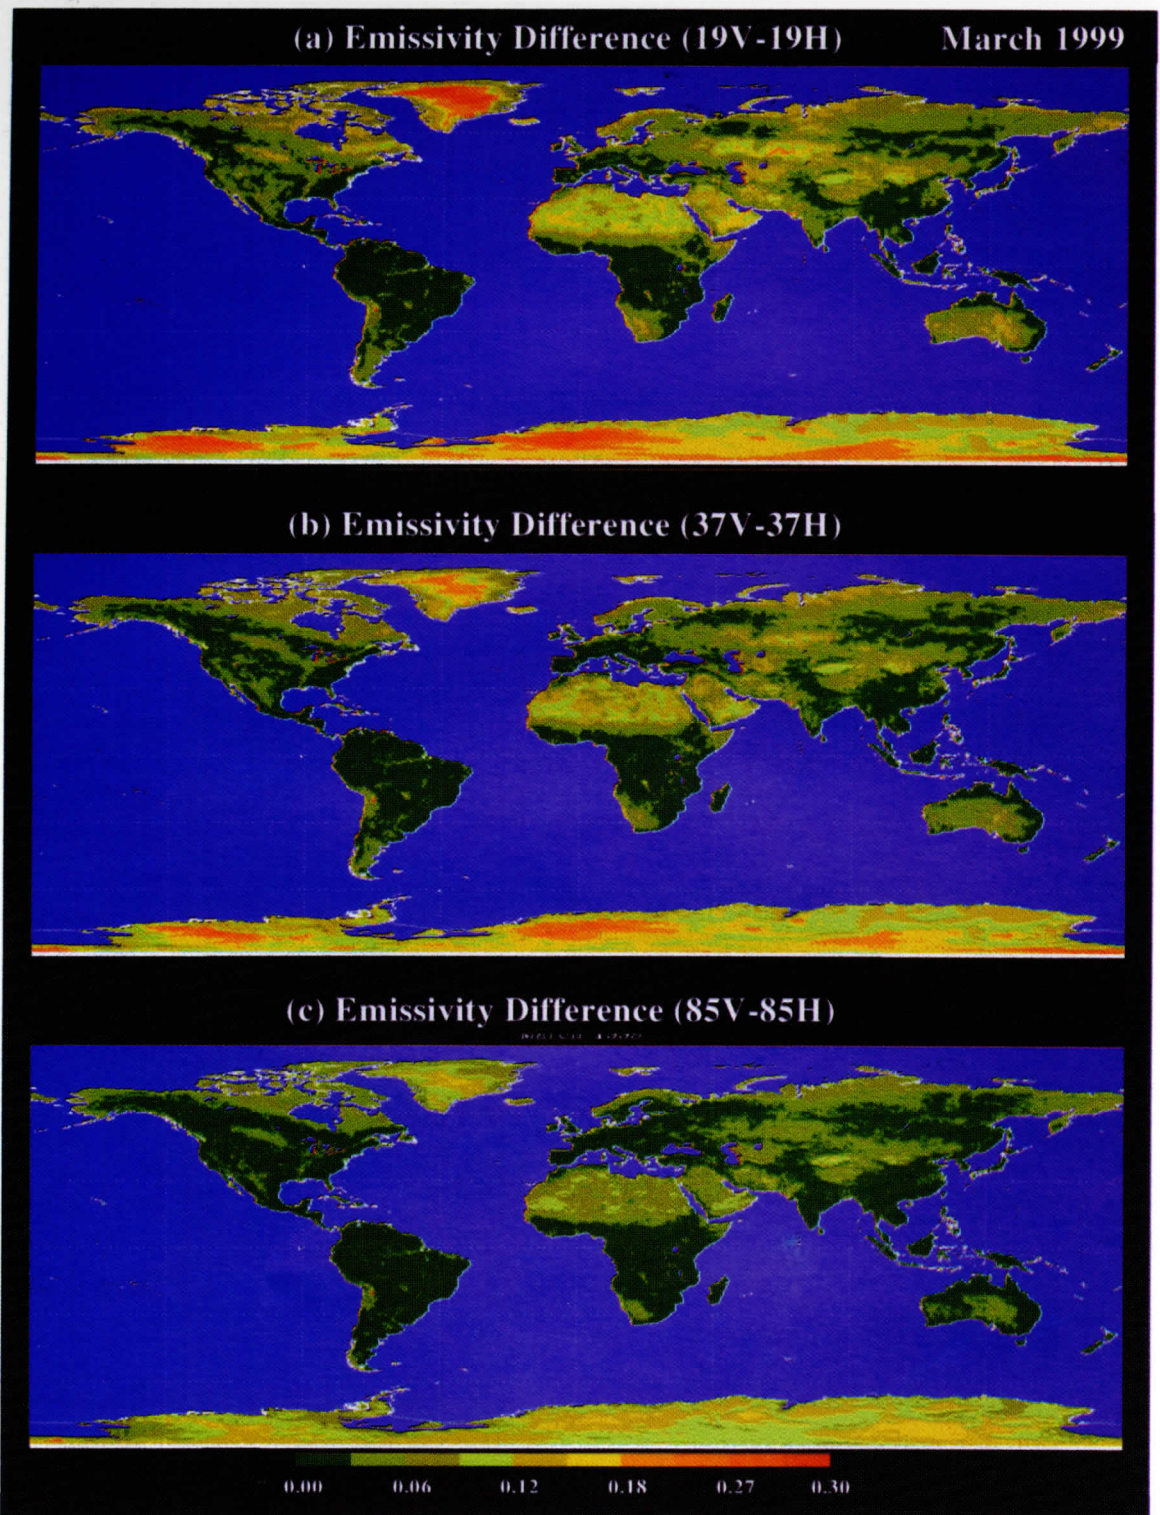 (a) Emissivity Difference (19V-19H) March 1999
(b) Emissivity Difference (37V-37H)
(c) Emissivity Difference (85V-85H)
0.00 0.06 0.12 0.18 0.27 0.30